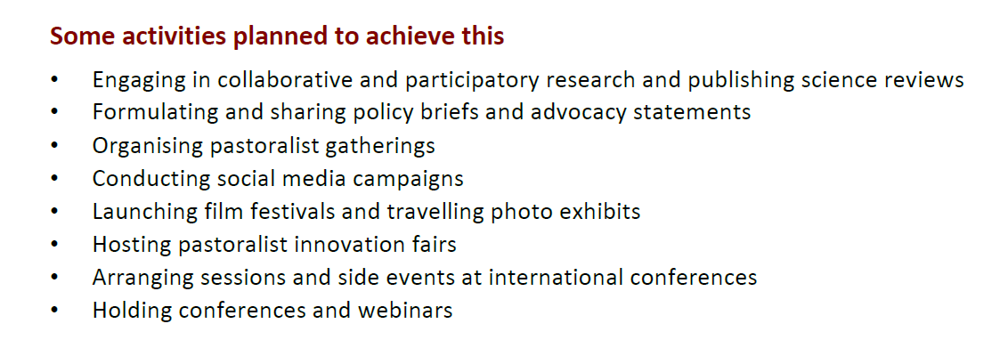 Some activities planned to achieve this
• Engaging in collaborative and participatory research and publishing science reviews
• Formulating and sharing policy briefs and advocacy statements
• Organising pastoralist gatherings
• Conducting social media campaigns
• Launching film festivals and travelling photo exhibits
• Hosting pastoralist innovation fairs
• Arranging sessions and side events at international conferences
• Holding conferences and webinars